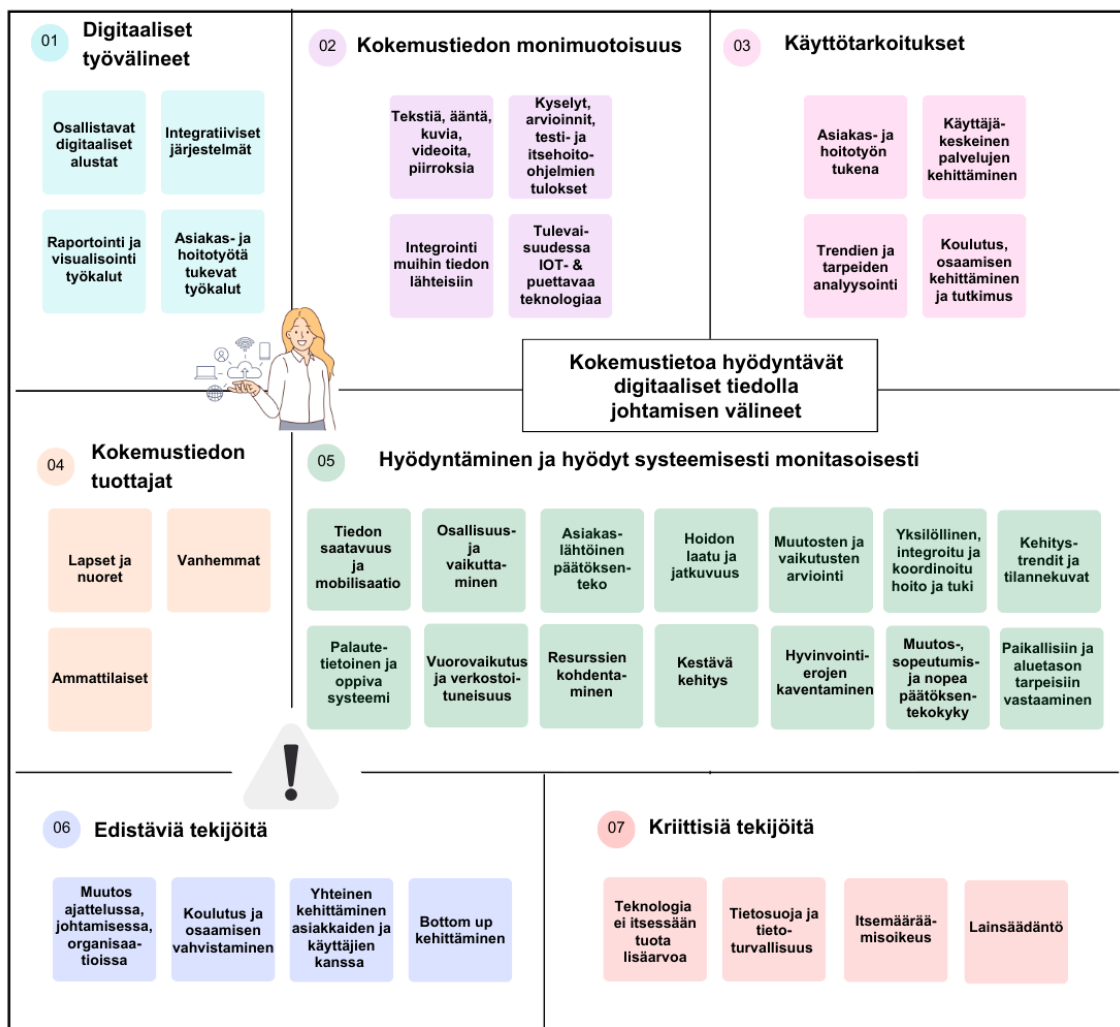 01
Digitaaliset
työvälineet
Osallistavat
digitaaliset
alustat
Integratiiviset
järjestelmät
Raportointi ja
visualisointi
työkalut
Asiakas- ja
hoitotyötä
tukevat
työkalut
02
Kokemustiedon monimuotoisuus
Tekstiä, ääntä,
kuvia,
videoita,
piirroksia
Kyselyt,
arvioinnit,
testi- ja
itsehoito-
ohjelmien
tulokset
Integrointi
muihin tiedon
lähteisiin
Tulevai-
suudessa
IOT- &
puettavaa
teknologiaa
03
Käyttötarkoitukset
Asiakas- ja
hoitotyön
tukena
Käyttäjä-
keskeinen
palvelujen
kehittäminen
Trendien ja
tarpeiden
analyysointi
Koulutus,
osaamisen
kehittäminen
ja tutkimus
Kokemustietoa hyödyntävät
digitaaliset tiedolla
johtamisen välineet
04
Kokemustiedon
tuottajat
Lapset ja
nuoret
Vanhemmat
Ammattilaiset
05
Hyödyntäminen ja hyödyt systeemisesti monitasoisesti
Tiedon
saatavuus
ja
mobilisaatio
Osallisuus-
ja
vaikutta-
minen
Asiakas-
lähtöinen
päätöksen-
teko
Hoidon
laatu ja
jatkuvuus
Muutosten ja
vaikutusten
arviointi
Yksilöllinen,
integroitu ja
koordinoitu
hoito ja tuki
Kehitys-
trendit ja
tilannekuvat
Palaute-
tietoinen ja
oppiva
systeemi
Vuorovaikutus
ja verkostoi-
tuneisuus
Resurssien
kohdenta-
minen
Kestävä
kehitys
Hyvinvointi-
erojen
kaventaminen
Muutos-,
sopeutumis-
ja nopea
päätöksen-
tekokyky
Paikallisiin ja
aluetason
tarpeisiin
vastaaminen
!
06
Edistäviä tekijöitä
Muutos
ajattelussa,
johtamisessa,
organisaa-
tioissa
Koulutus ja
osaamisen
vahvistaminen
Yhteinen
kehittäminen
asiakkaiden ja
käyttäjien
kanssa
Bottom up
kehittäminen
07
Kriittisiä tekijöitä
Teknologia
ei itsessään
tuota
lisäarvoa
Tietosuoja ja
tieto-
turvallisuus
Itsemäärää-
misoikeus
Lainsäädäntö